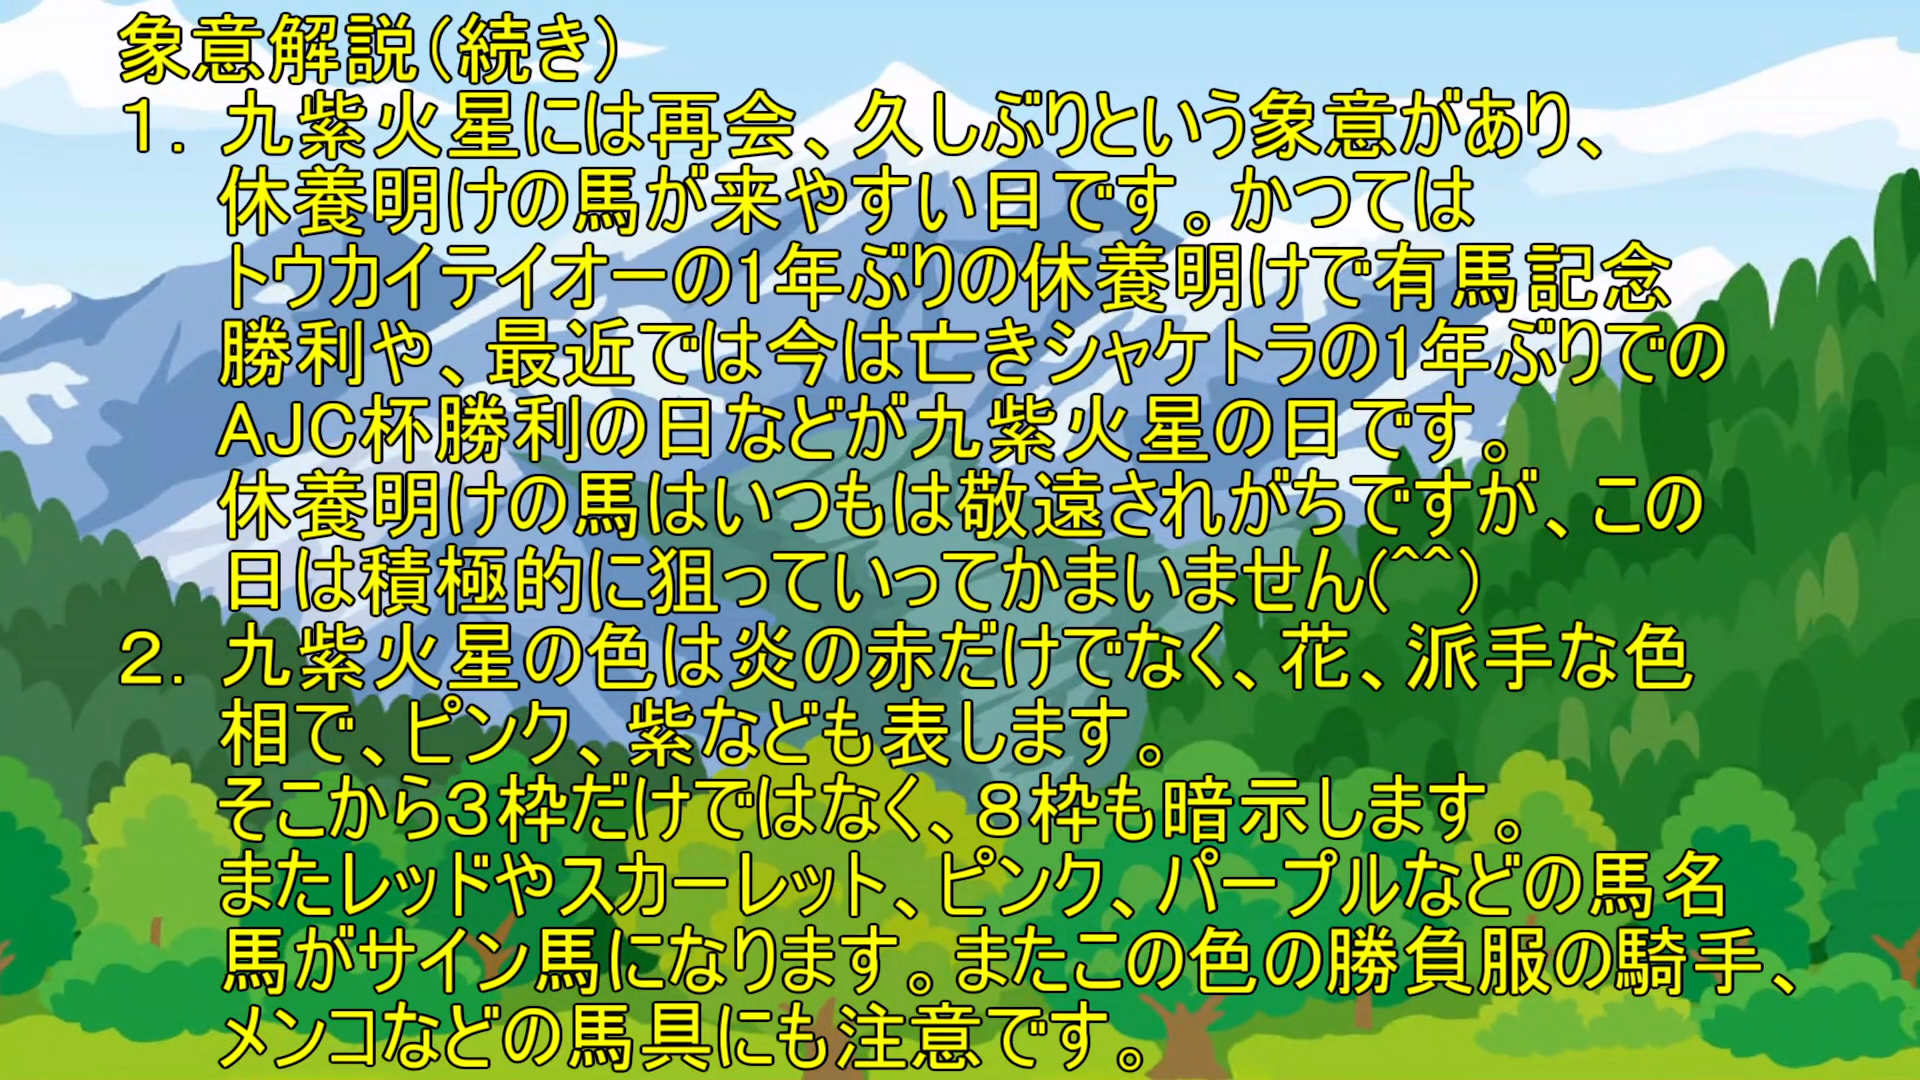 象意解説（続き）
１．九紫火星には再会、久しぶりという象意があり、
休養明けの馬が来やすい日です。かつては
トウカイテイオーの1年ぶりの休養明けで有馬記念
勝利や、最近では今は亡きシャケトラの1年ぶりでの
AJC杯勝利の日などが九紫火星の日です。
休養明けの馬はいつもは敬遠されがちですが、この
日は積極的に狙っていってかまいません(^^)
２．九紫火星の色は炎の赤だけでなく、花、派手な色
相で、ピンク、紫なども表します。
そこから３枠だけではなく、８枠も暗示します。
またレッドやスカーレット、ピンク、パープルなどの馬名
馬がサイン馬になります。またこの色の勝負服の騎手、
メンコなどの馬具にも注意です。